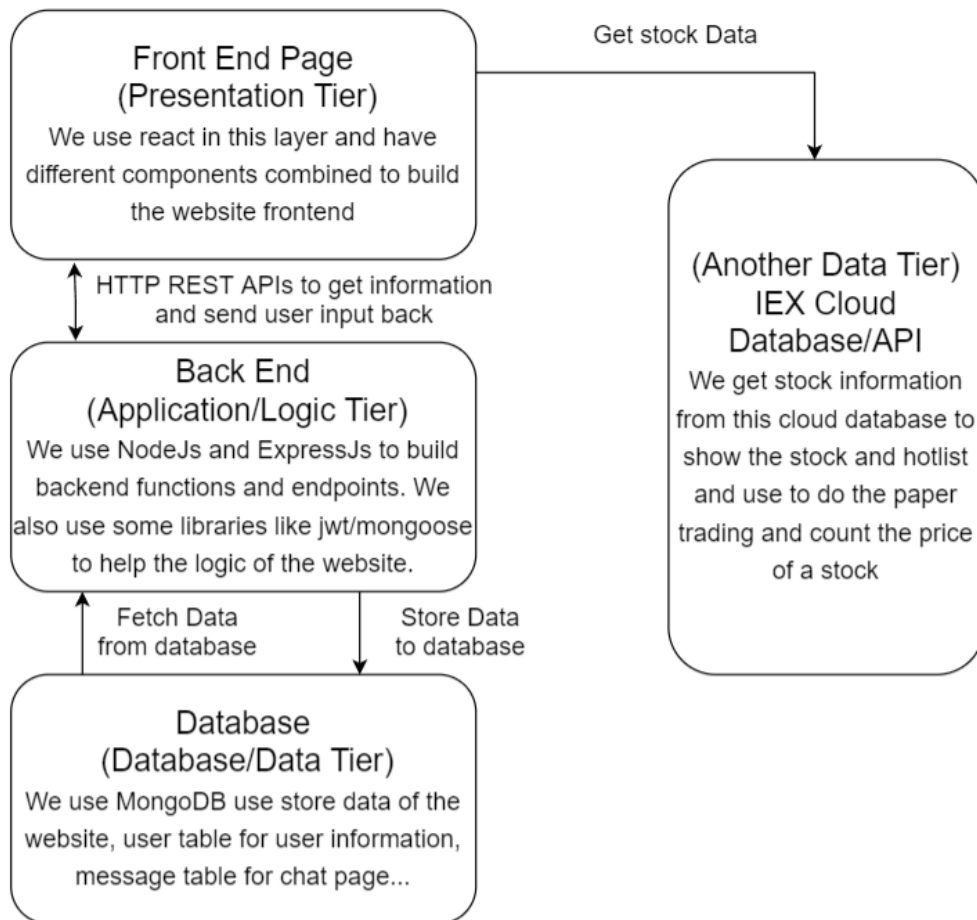 Get stock Data
Front End Page
(Presentation Tier)
We use react in this layer and have
different components combined to build
the website frontend
HTTP REST APIs to get information
and send user input back
(Another Data Tier)
IEX Cloud
Database/API
We get stock information
from this cloud database to
show the stock and hotlist
and use to do the paper
trading and count the price
of a stock
Back End
(Application/Logic Tier)
We use NodeJs and ExpressJs to build
backend functions and endpoints. We
also use some libraries like jwt/mongoose
to help the logic of the website.
Fetch Data
from database
Store Data
to database
Database
(Database/Data Tier)
We use MongoDB use store data of the
website, user table for user information,
message table for chat page...